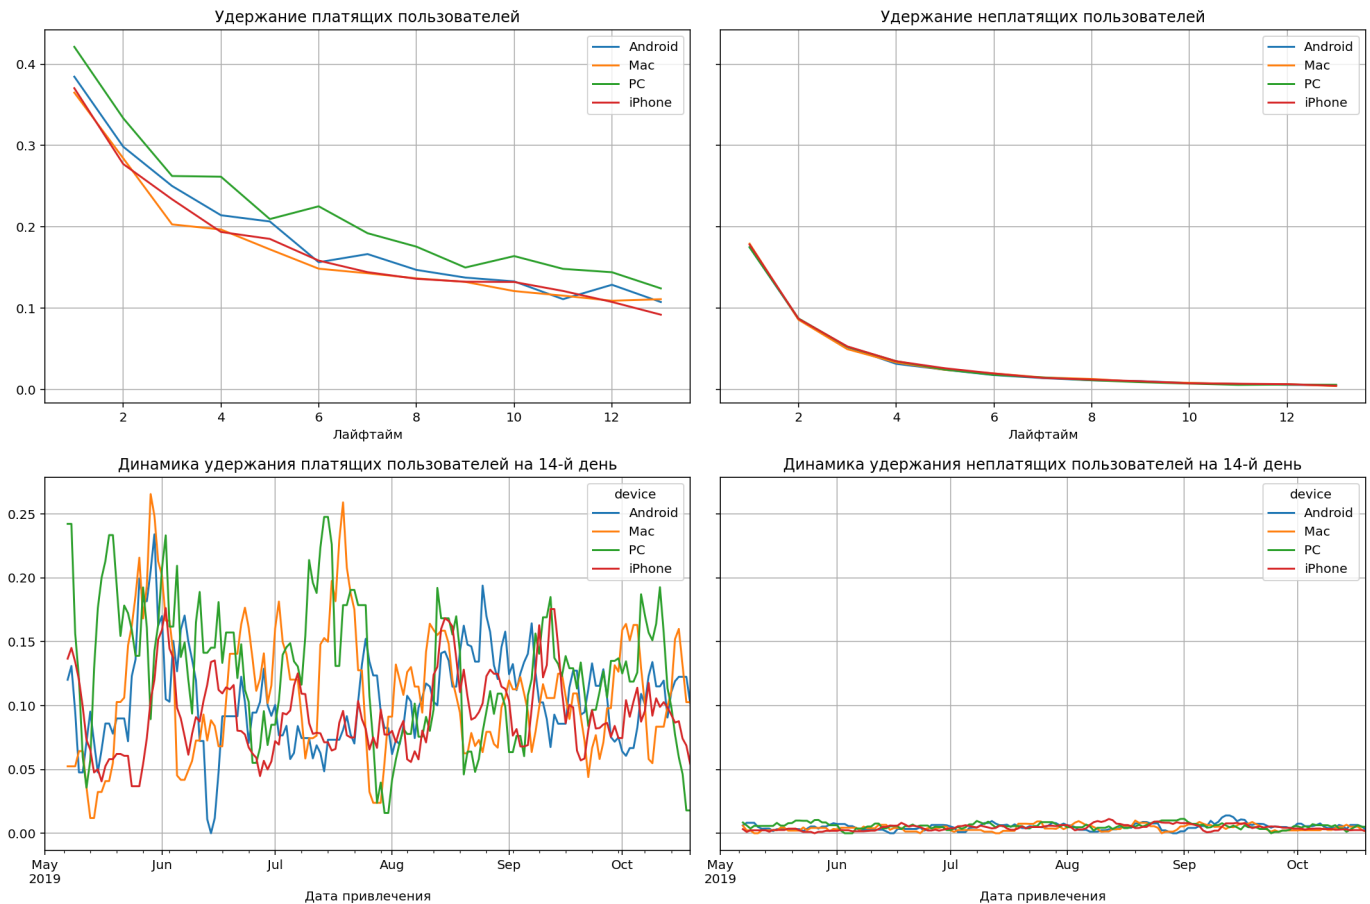 Удержание платящих пользователей
Android
Mac
PC
iPhone
0.4
0.3
0.2
0.1
0.0
2 4 6 8 10 12
Лайфтайм
Удержание неплатящих пользователей
Android
Mac
PC
iPhone
2 4 6 8 10 12
Лайфтайм
Динамика удержания платящих пользователей на 14-й день
device
Android
Mac
PC
iPhone
0.25
0.20
0.15
0.10
0.05
0.00
May Jun Jul Aug Sep Oct
2019
Дата привлечения
Динамика удержания неплатящих пользователей на 14-й день
device
Android
Mac
PC
iPhone
May Jun Jul Aug Sep Oct
2019
Дата привлечения